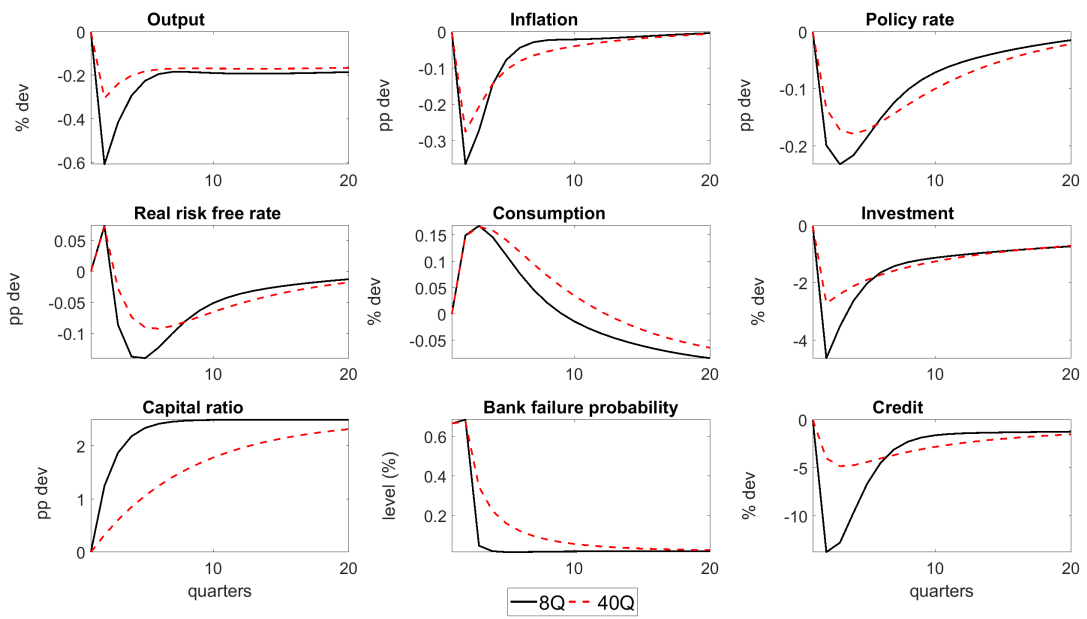 Output
% dev
0
-0.2
-0.4
-0.6
10
20
Inflation
pp dev
0
-0.1
-0.2
-0.3
10
20
Policy rate
pp dev
0
-0.1
-0.2
10
20
Real risk free rate
pp dev
0.05
0
-0.05
-0.1
10
20
Consumption
% dev
0.15
0.1
0.05
0
-0.05
10
20
Investment
% dev
0
-2
-4
10
20
Capital ratio
pp dev
2
1
0
10
20
quarters
Bank failure probability
level (%)
0.6
0.4
0.2
10
20
Credit
% dev
0
-5
-10
10
20
quarters
8Q 40Q